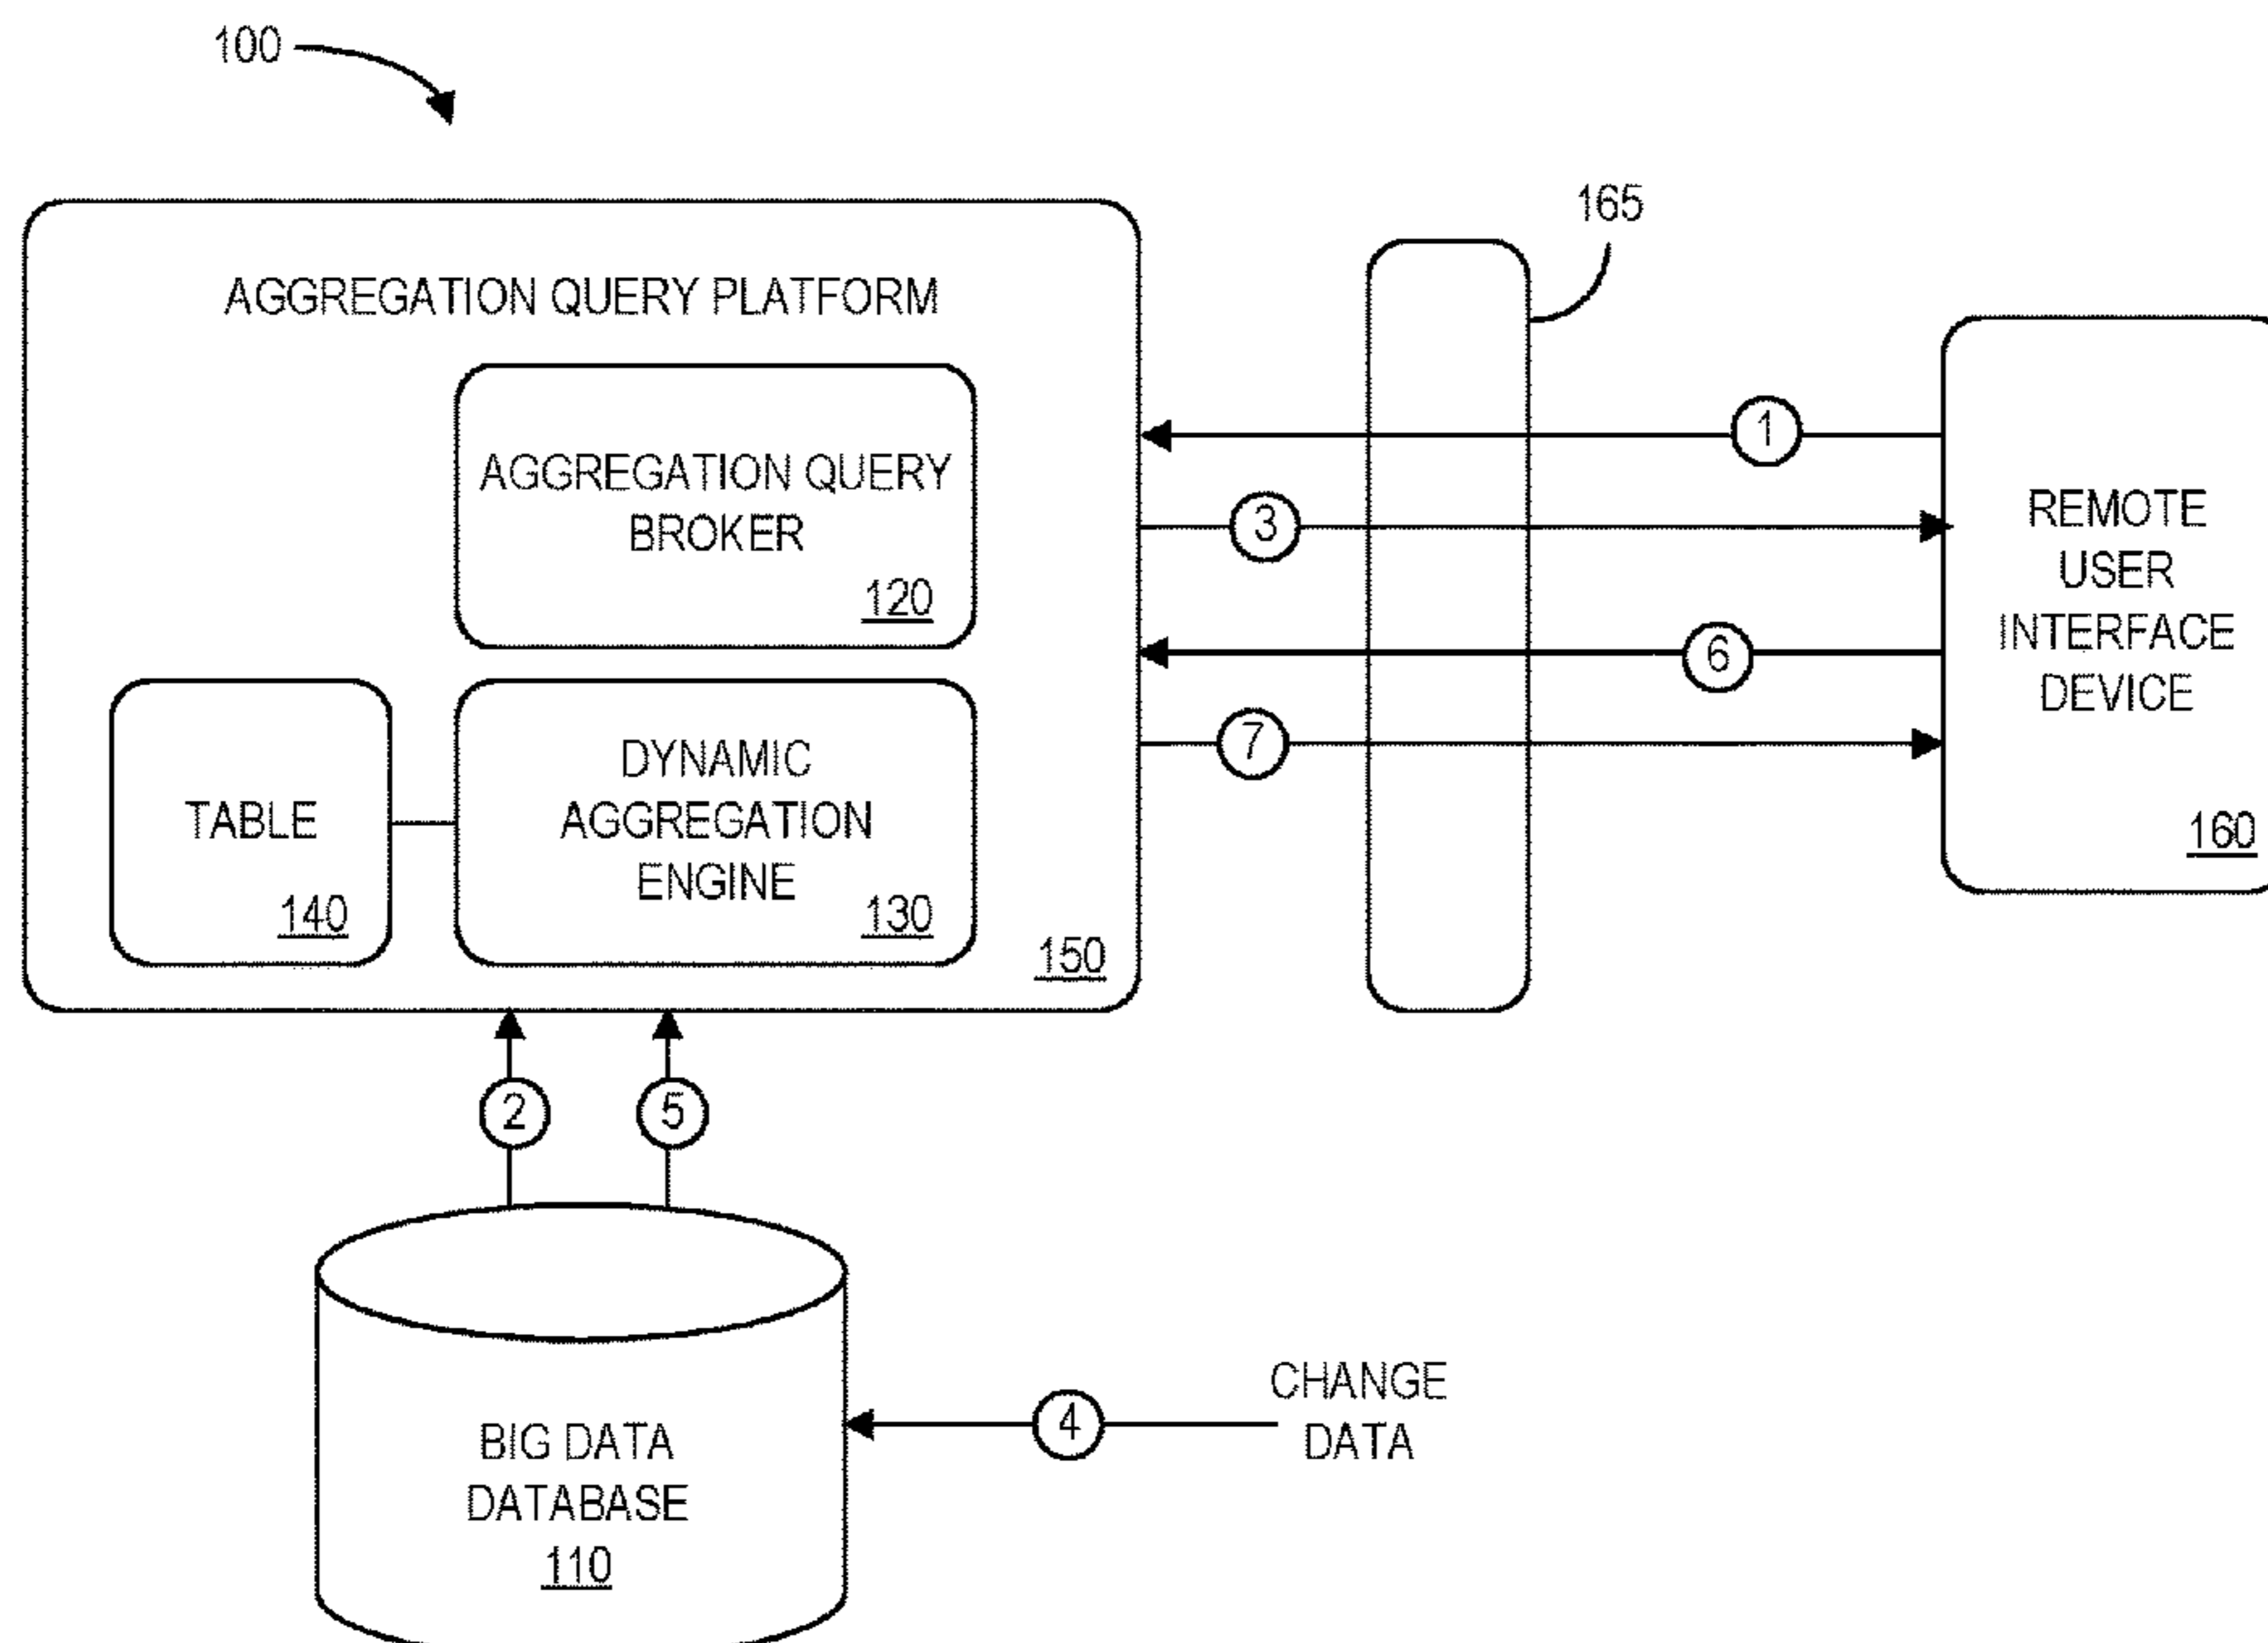 100
165
AGGREGATION QUERY PLATFORM
AGGREGATION QUERY
BROKER
120
TABLE
140
DYNAMIC
AGGREGATION
ENGINE
130
150
1
3
6
7
REMOTE
USER
INTERFACE
DEVICE
160
2
5
BIG DATA
DATABASE
110
4
CHANGE
DATA